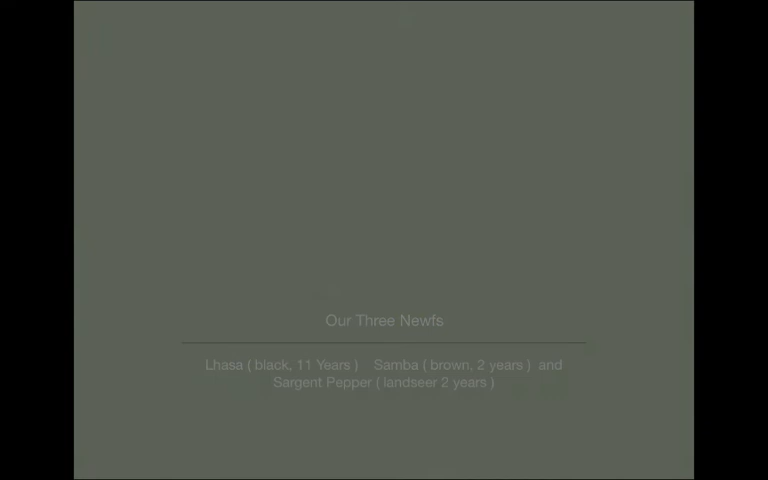 Our Three Newfs
Lhasa ( black, 11 Years )    Samba ( brown, 2 years )  and
Sargent Pepper ( landseer 2 years )